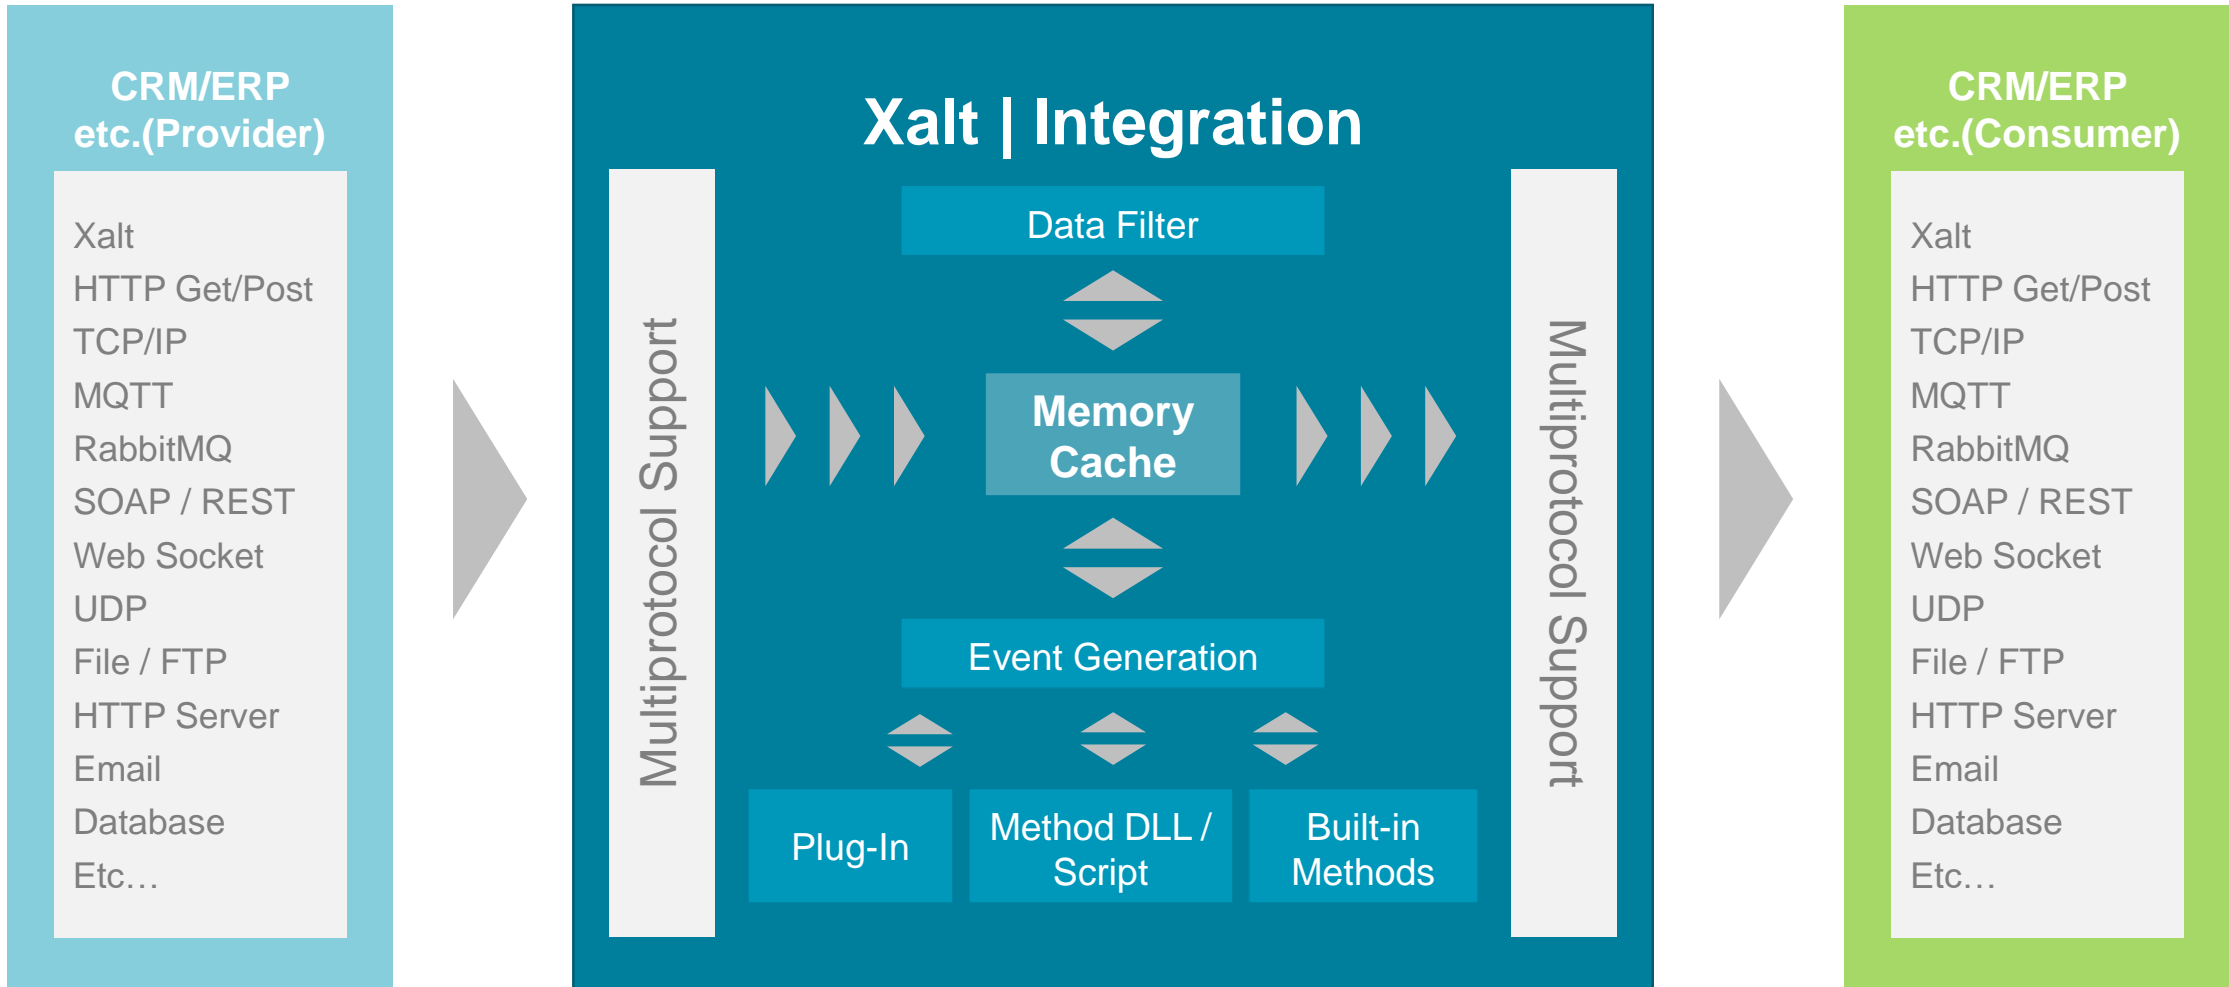 CRM/ERP
etc.(Provider)
Xalt
HTTP Get/Post
TCP/IP
MQTT
RabbitMQ
SOAP / REST
Web Socket
UDP
File / FTP
HTTP Server
Email
Database
Etc…
Xalt | Integration
Multiprotocol Support
Data Filter
Memory
Cache
Event Generation
Plug-In
Method DLL /
Script
Built-in
Methods
Multiprotocol Support
CRM/ERP
etc.(Consumer)
Xalt
HTTP Get/Post
TCP/IP
MQTT
RabbitMQ
SOAP / REST
Web Socket
UDP
File / FTP
HTTP Server
Email
Database
Etc…